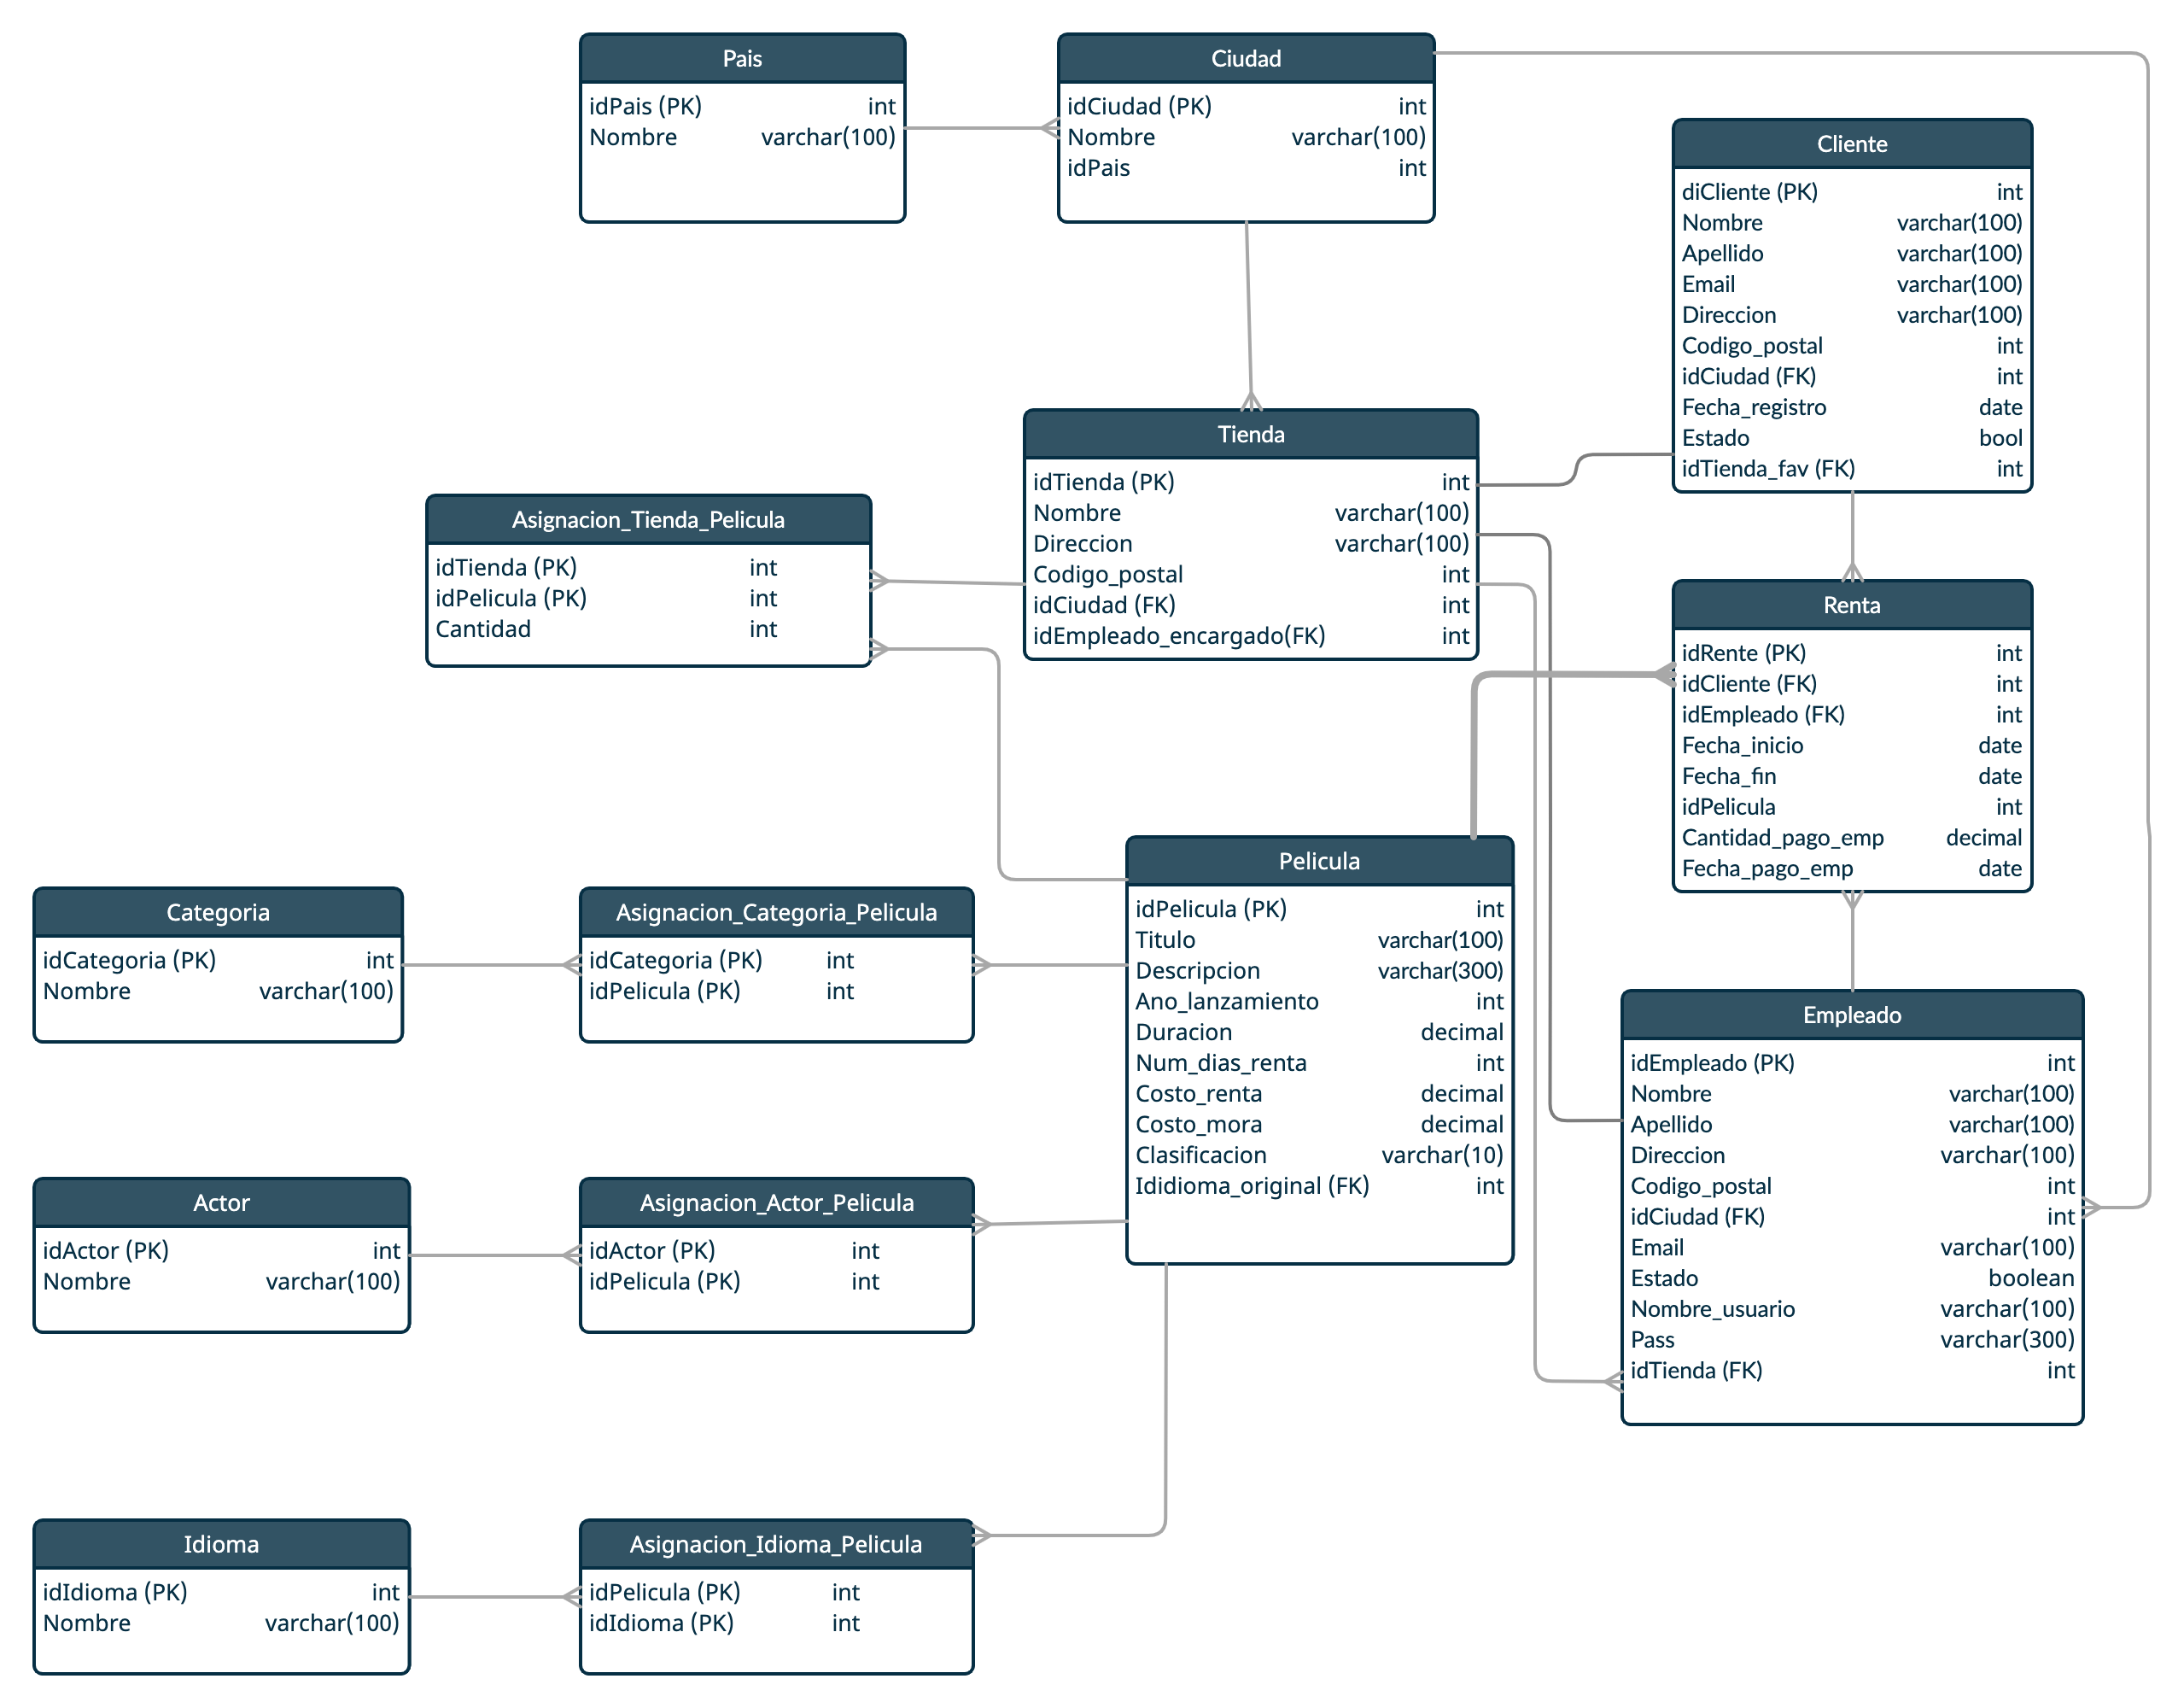 Pais
idPais (PK) int
Nombre varchar(100)
Ciudad
idCiudad (PK) int
Nombre varchar(100)
idPais int
Cliente
diCliente (PK) int
Nombre varchar(100)
Apellido varchar(100)
Email varchar(100)
Direccion varchar(100)
Codigo_postal int
idCiudad (FK) int
Fecha_registro date
Estado bool
idTienda_fav (FK) int
Tienda
idTienda (PK) int
Nombre varchar(100)
Direccion varchar(100)
Codigo_postal int
idCiudad (FK) int
idEmpleado_encargado(FK) int
Asignacion_Tienda_Pelicula
idTienda (PK) int
idPelicula (PK) int
Cantidad int
Renta
idRente (PK) int
idCliente (FK) int
idEmpleado (FK) int
Fecha_inicio date
Fecha_fin date
idPelicula int
Cantidad_pago_emp decimal
Fecha_pago_emp date
Pelicula
idPelicula (PK) int
Titulo varchar(100)
Descripcion varchar(300)
Ano_lanzamiento int
Duracion decimal
Num_dias_renta int
Costo_renta decimal
Costo_mora decimal
Clasificacion varchar(10)
Ididioma_original (FK) int
Categoria
idCategoria (PK) int
Nombre varchar(100)
Asignacion_Categoria_Pelicula
idCategoria (PK) int
idPelicula (PK) int
Empleado
idEmpleado (PK) int
Nombre varchar(100)
Apellido varchar(100)
Direccion varchar(100)
Codigo_postal int
idCiudad (FK) int
Email varchar(100)
Estado boolean
Nombre_usuario varchar(100)
Pass varchar(300)
idTienda (FK) int
Actor
idActor (PK) int
Nombre varchar(100)
Asignacion_Actor_Pelicula
idActor (PK) int
idPelicula (PK) int
Idioma
idIdioma (PK) int
Nombre varchar(100)
Asignacion_Idioma_Pelicula
idPelicula (PK) int
idIdioma (PK) int